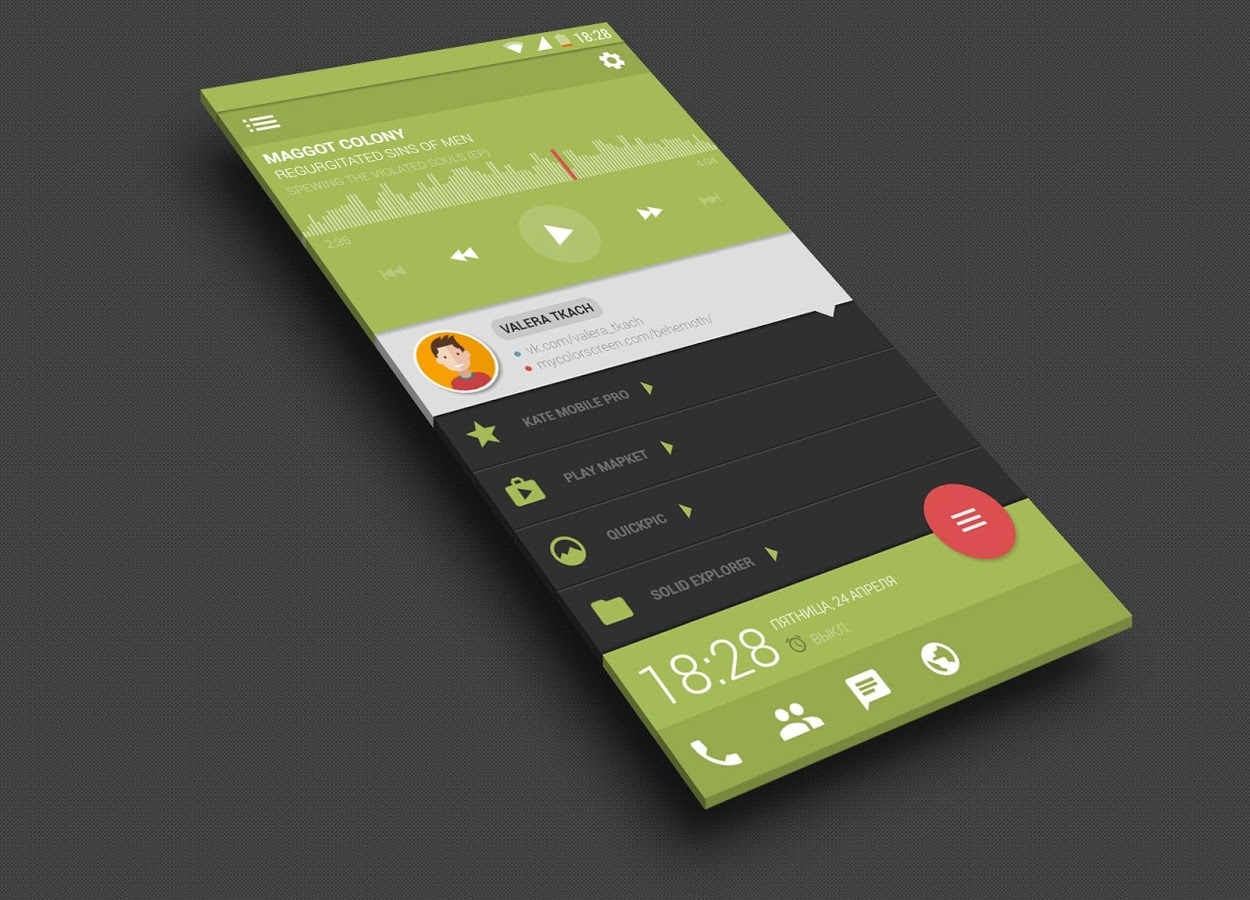 18:28
MAGGOT COLONY
REGURGITATED SINS OF MEN
SPEWING THE VIOLATED SOULS (EP)
2:35
4:04
VALERA TKACH
vk.com/valera_tkach
mycolorscreen.com/behemoth/
KATE MOBILE PRO
PLAY МАРКЕТ
QUICKPIC
SOLID EXPLORER
18:28
ПЯТНИЦА, 24 АПРЕЛЯ
ВЫКЛ.